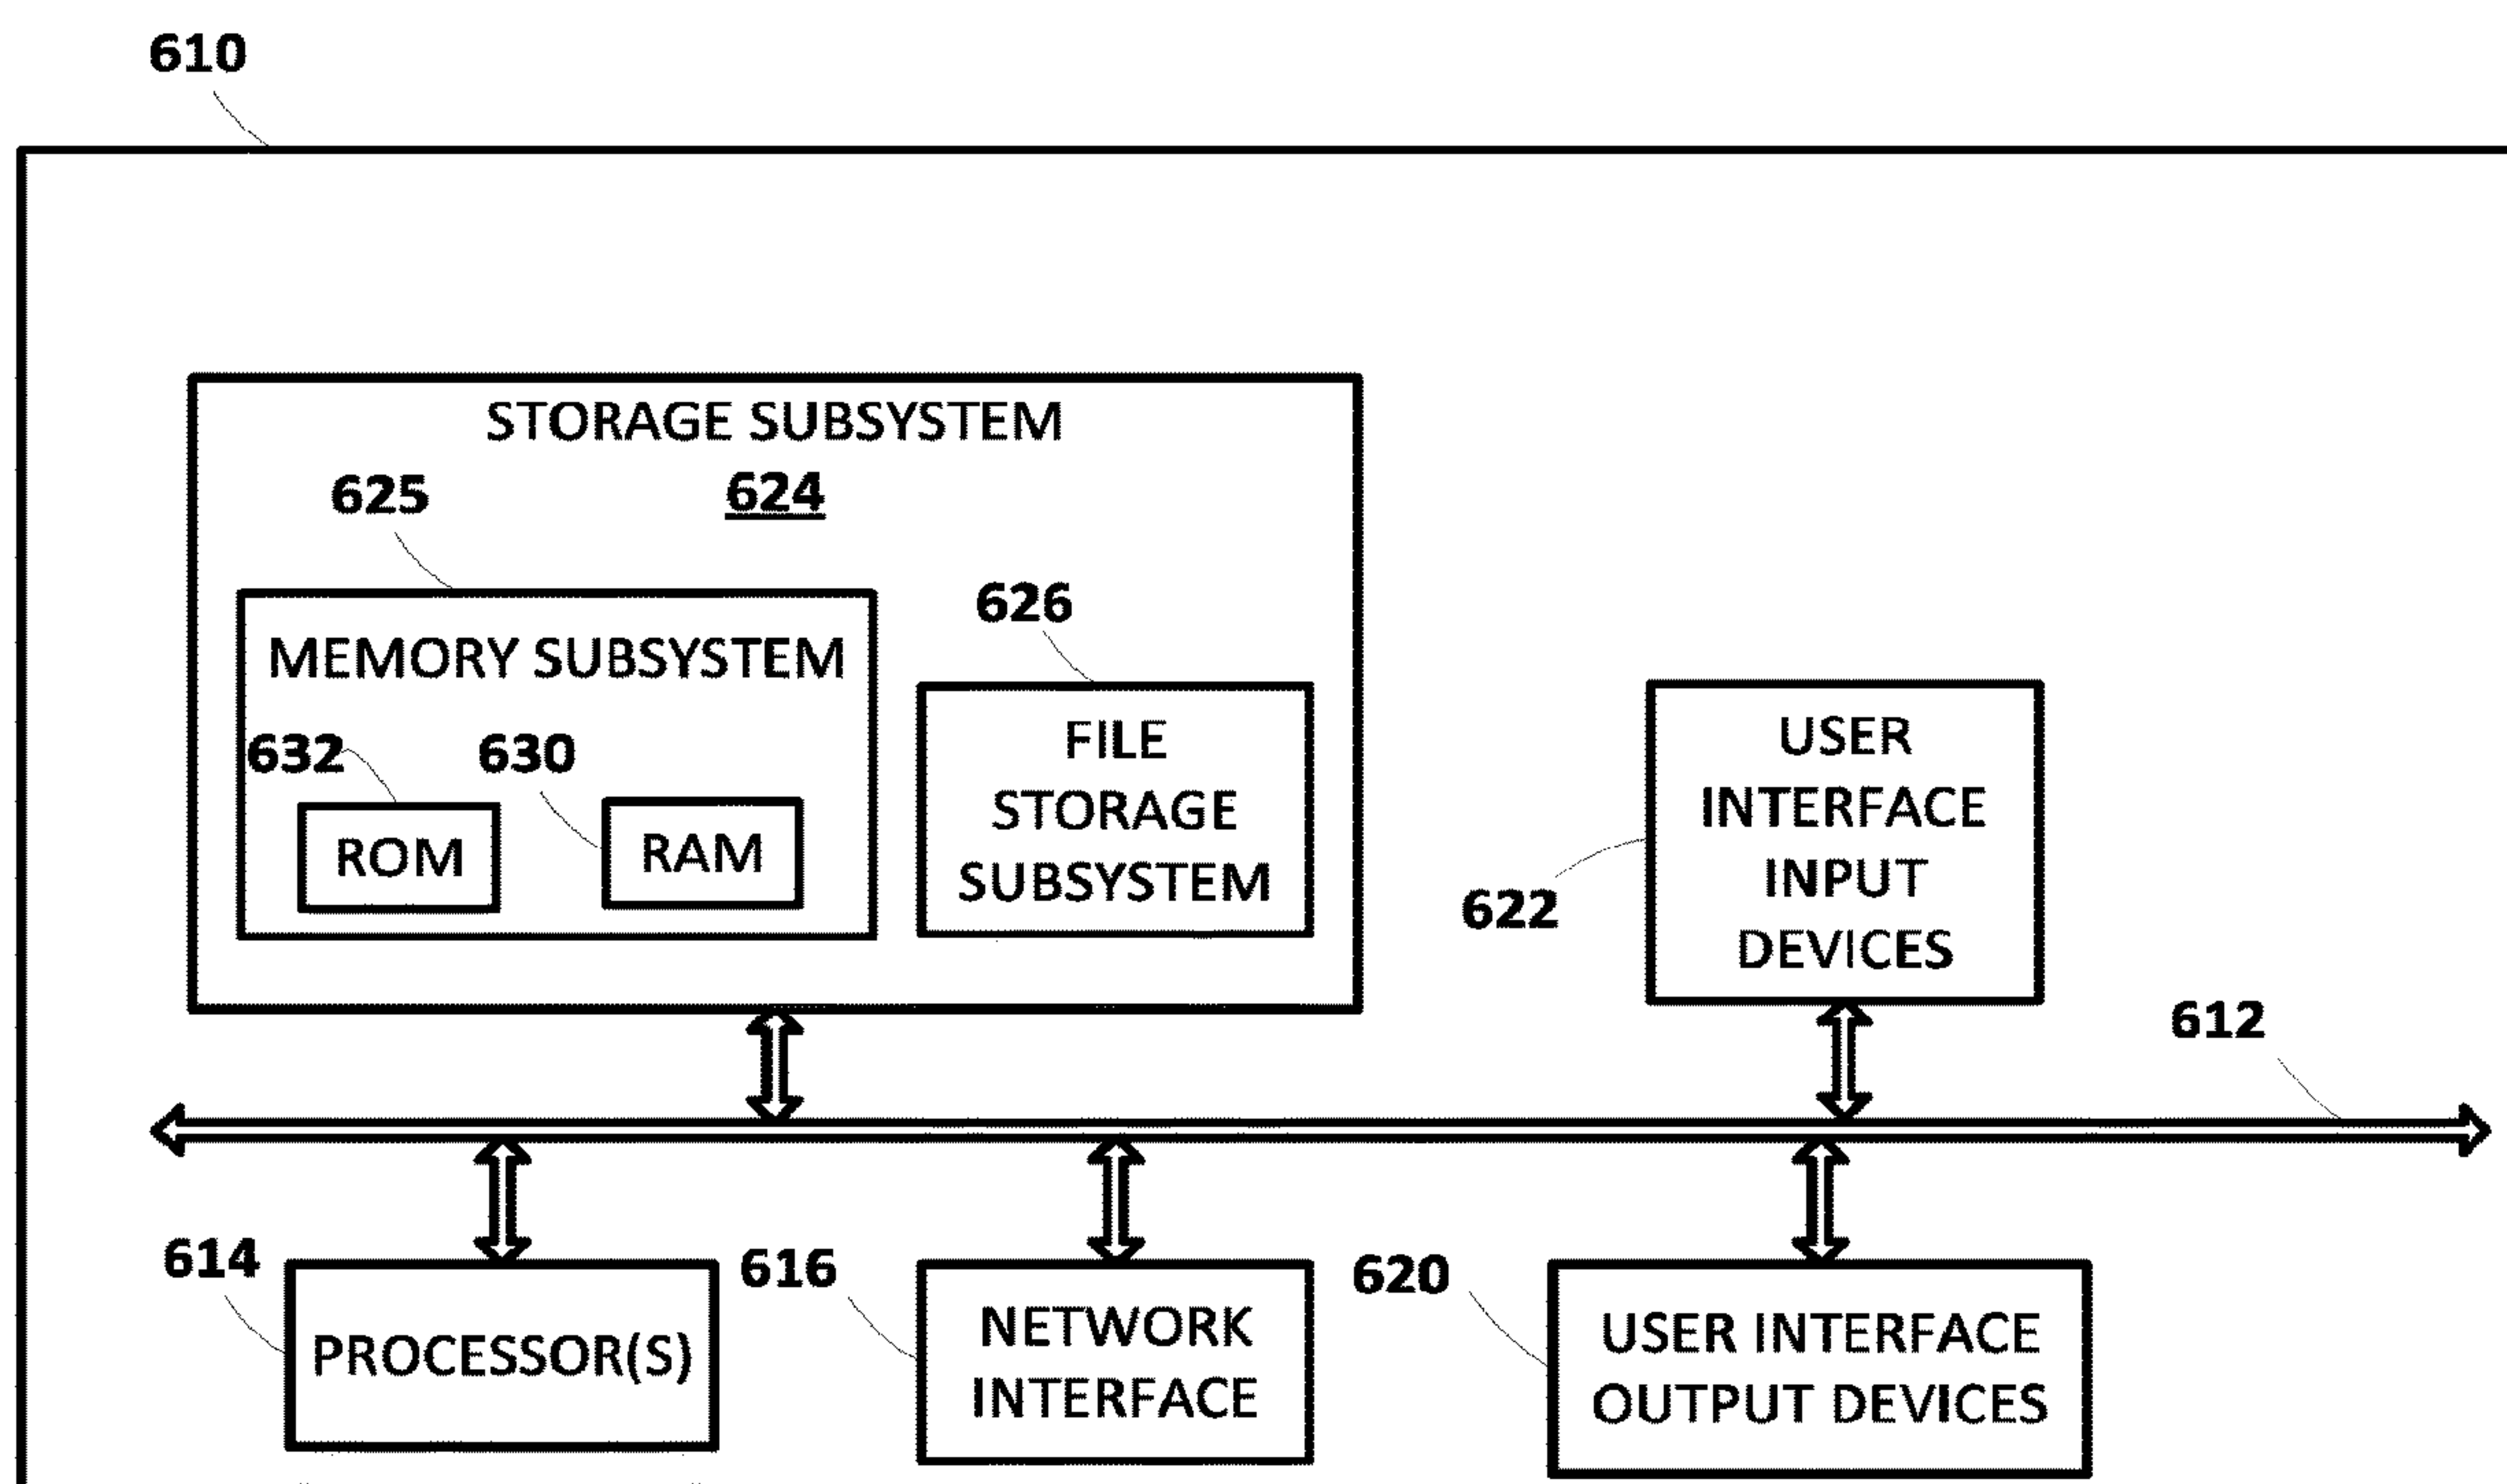 610
STORAGE SUBSYSTEM
624
625
626
MEMORY SUBSYSTEM
632
630
ROM
RAM
FILE
STORAGE
SUBSYSTEM
USER
INTERFACE
INPUT
DEVICES
622
612
614
PROCESSOR(S)
616
NETWORK
INTERFACE
620
USER INTERFACE
OUTPUT DEVICES